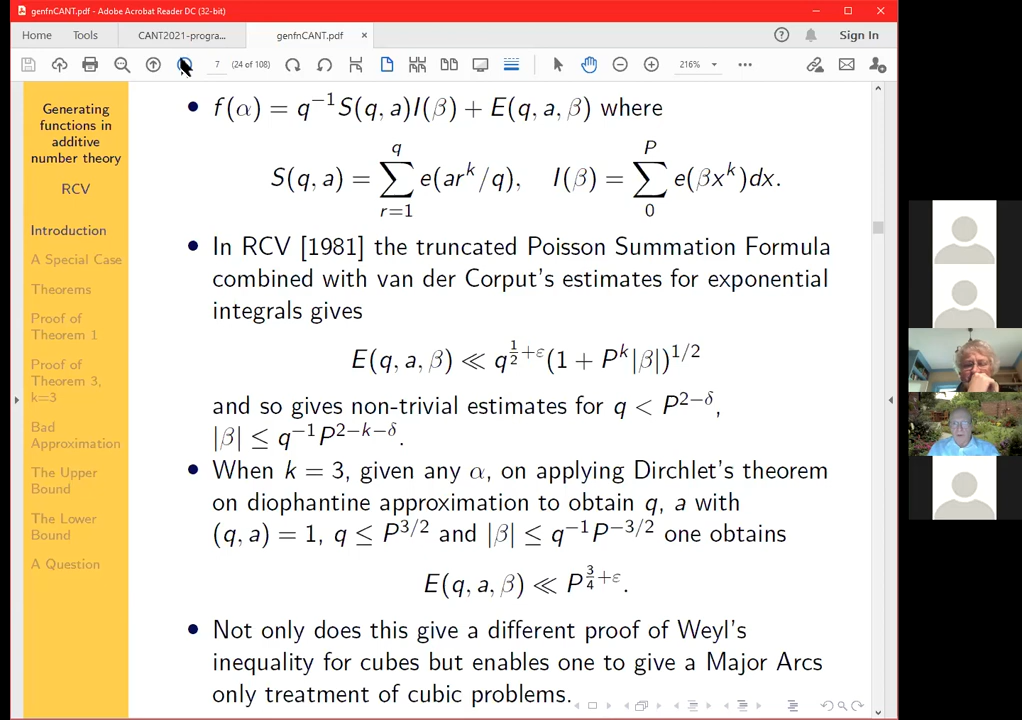 genfnCANT.pdf - Adobe Acrobat Reader DC (32-bit)
Home Tools CANT2021-progra... genfnCANT.pdf × Sign In
7 (24 of 108) 216%
Generating
functions in
additive
number theory
RCV
Introduction
A Special Case
Theorems
Proof of
Theorem 1
Proof of
Theorem 3,
k=3
Bad
Approximation
The Upper
Bound
The Lower
Bound
A Question
• f(α) = q⁻¹S(q, a)I(β) + E(q, a, β) where
S(q, a) = ∑_{r=1}^{q} e(ar^k/q), I(β) = ∑_{0}^{P} e(βx^k)dx.
• In RCV [1981] the truncated Poisson Summation Formula
combined with van der Corput's estimates for exponential
integrals gives
E(q, a, β) ≪ q^{1/2+ε}(1 + P^k|β|)^{1/2}
and so gives non-trivial estimates for q < P^{2−δ},
|β| ≤ q⁻¹P^{2−k−δ}.
• When k = 3, given any α, on applying Dirchlet's theorem
on diophantine approximation to obtain q, a with
(q, a) = 1, q ≤ P^{3/2} and |β| ≤ q⁻¹P^{−3/2} one obtains
E(q, a, β) ≪ P^{3/4+ε}.
• Not only does this give a different proof of Weyl's
inequality for cubes but enables one to give a Major Arcs
only treatment of cubic problems.